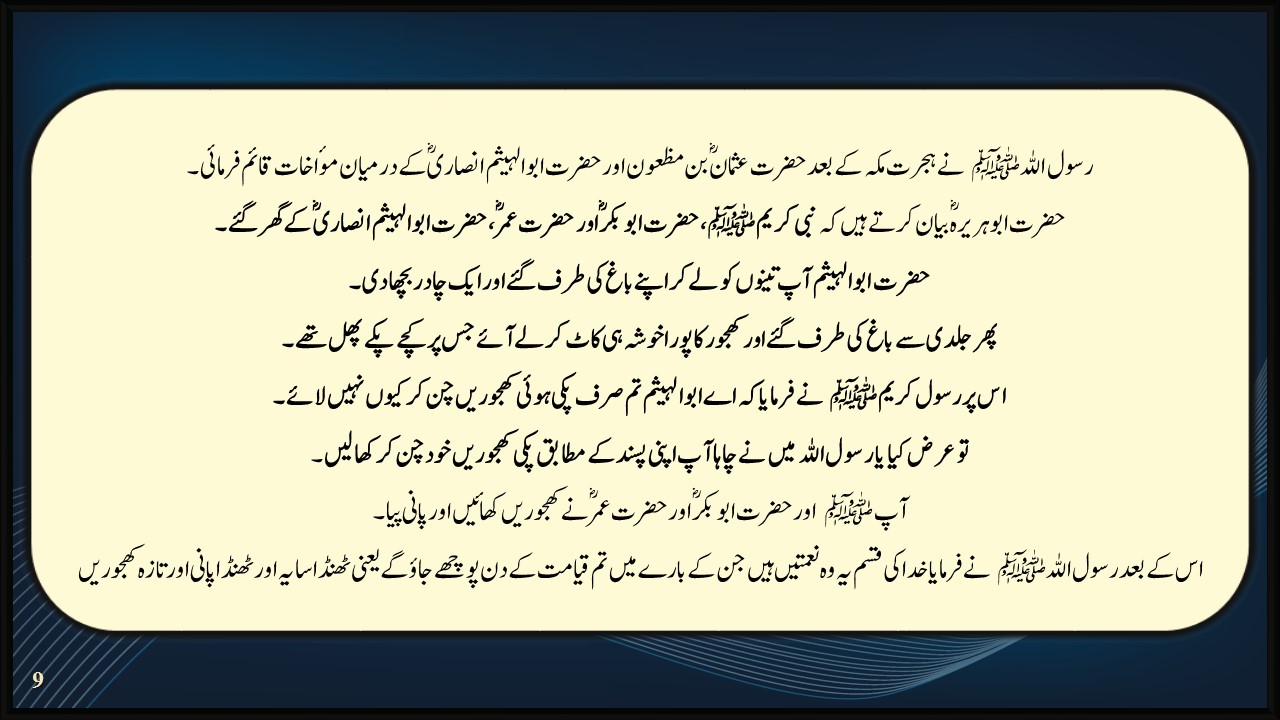 رسول اللہ ﷺ نے ہجرت مکہ کے بعد حضرت عثمانؓ بن مظعون اور حضرت ابوالہیثم انصاریؓ کے درمیان مؤاخات قائم فرمائی۔
حضرت ابوہریرہؓ بیان کرتے ہیں کہ نبی کریم ﷺ، حضرت ابو بکرؓ اور حضرت عمرؓ، حضرت ابوالہیثم انصاریؓ کے گھر گئے۔
حضرت ابوالہیثم آپ تینوں کو لے کر اپنے باغ کی طرف گئے اور ایک چادر بچھا دی۔
پھر جلدی سے باغ کی طرف گئے اور کھجور کا پورا خوشہ ہی کاٹ کر لے آئے جس پر کچے پکے پھل تھے۔
اس پر رسول کریم ﷺ نے فرمایا کہ اے ابوالہیثم تم صرف پکی ہوئی کھجوریں چن کر کیوں نہیں لائے۔
تو عرض کیا یا رسول اللہ میں نے چاہا آپ اپنی پسند کے مطابق پکی کھجوریں خود چن کر کھالیں۔
آپ ﷺ اور حضرت ابو بکرؓ اور حضرت عمرؓ نے کھجوریں کھائیں اور پانی پیا۔
اس کے بعد رسول اللہ ﷺ نے فرمایا خدا کی قسم یہ وہ نعمتیں ہیں جن کے بارے میں تم قیامت کے دن پوچھے جاؤ گے یعنی ٹھنڈا سایہ اور ٹھنڈا پانی اور تازہ کھجوریں
9